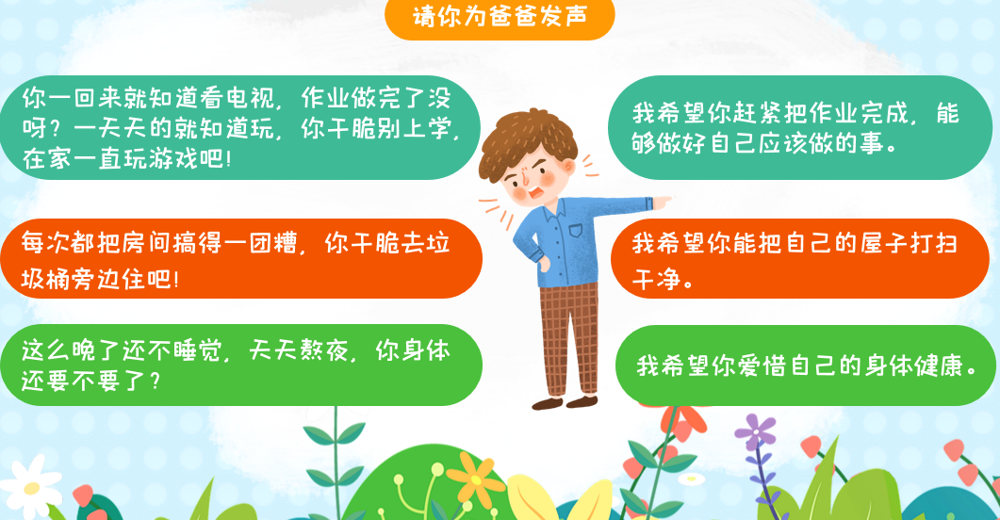 请你为爸爸发声
你一回来就知道看电视，作业做完了没
呀？一天天的就知道玩，你干脆别上学，
在家一直玩游戏吧！
我希望你赶紧把作业完成，能
够做好自己应该做的事。
每次都把房间搞得一团糟，你干脆去垃
圾桶旁边住吧！
我希望你能把自己的屋子打扫
干净。
这么晚了还不睡觉，天天熬夜，你身体
还要不要了？
我希望你爱惜自己的身体健康。